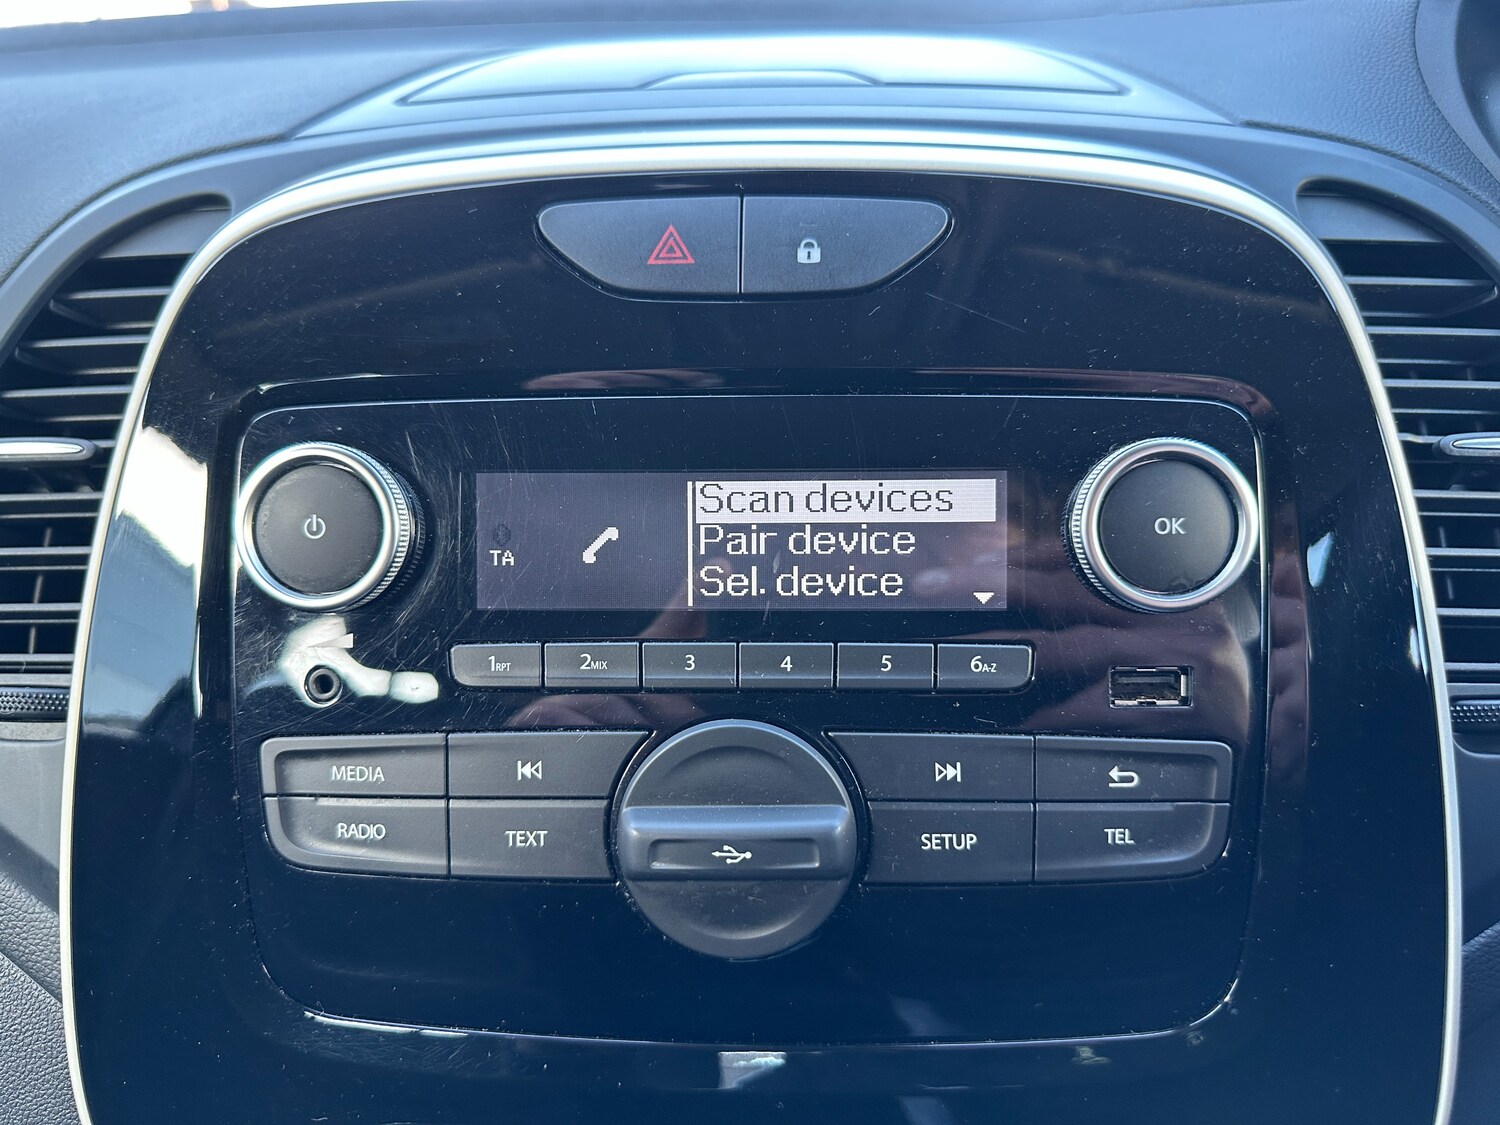 Scan devices
TA
Pair device
Sel. device
OK
1RPT
2MIX
3
4
5
6A-Z
MEDIA
RADIO
TEXT
SETUP
TEL